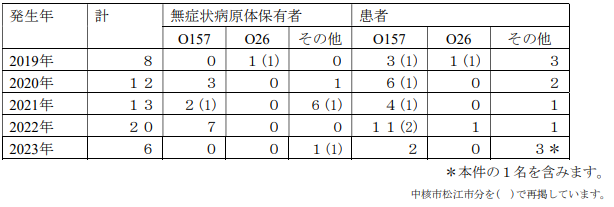 発生年 計 無症状病原体保有者 患者
O157 O26 その他 O157 O26 その他
2019年 8 0 1(1) 0 3(1) 1(1) 3
2020年 12 3 0 1 6(1) 0 2
2021年 13 2(1) 0 6(1) 4(1) 0 1
2022年 20 7 0 0 11(2) 1 1
2023年 6 0 0 1(1) 2 0 3＊
＊本件の1名を含みます。
中核市松江市分を( )で再掲しています。